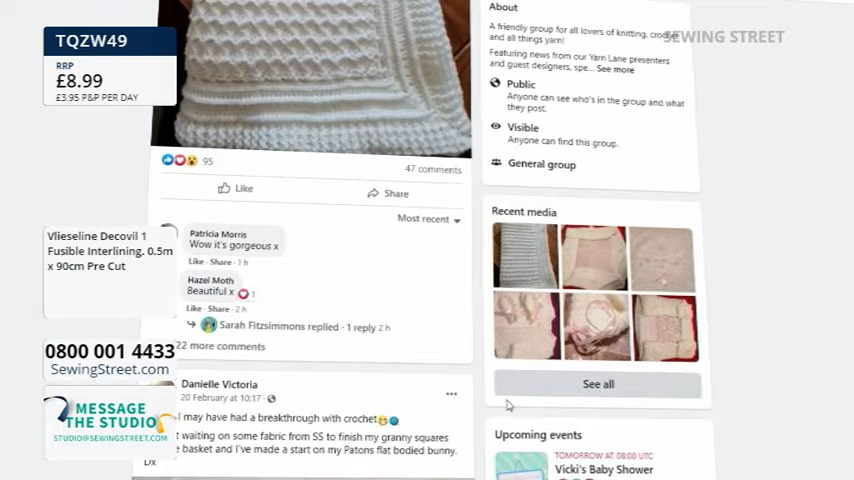 TQZW49
RRP
£8.99
£3.95 P&P PER DAY
Vlieseline Decovil 1
Fusible Interlining. 0.5m
x 90cm Pre Cut
0800 001 4433
SewingStreet.com
MESSAGE
THE STUDIO
STUDIO@SEWINGSTREET.COM
SEWING STREET
95
47 comments
Like
Share
Most recent
Patricia Morris
Wow it's gorgeous x
Like · Share · 1 h
Hazel Moth
Beautiful x
1
Like · Share · 2 h
Sarah Fitzsimmons replied · 1 reply 2 h
22 more comments
Danielle Victoria
20 February at 10:17 ·
I may have had a breakthrough with crochet
t waiting on some fabric from SS to finish my granny squares
e basket and I've made a start on my Patons flat bodied bunny.
Dx
About
A friendly group for all lovers of knitting, crochet
and all things yarn!
Featuring news from our Yarn Lane presenters
and guest designers, spe... See more
Public
Anyone can see who's in the group and what
they post.
Visible
Anyone can find this group.
General group
Recent media
See all
Upcoming events
TOMORROW AT 08:00 UTC
Vicki's Baby Shower